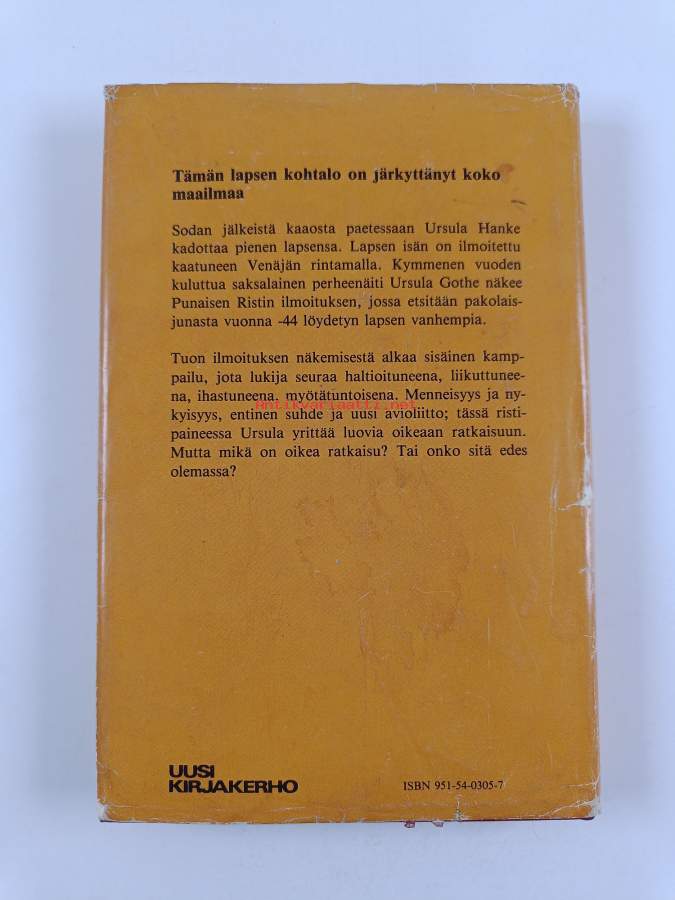 Tämän lapsen kohtalo on järkyttänyt koko
maailmaa
Sodan jälkeistä kaaosta paetessaan Ursula Hanke
kadottaa pienen lapsensa. Lapsen isän on ilmoitettu
kaatuneen Venäjän rintamalla. Kymmenen vuoden
kuluttua saksalainen perheenäiti Ursula Gothe näkee
Punaisen Ristin ilmoituksen, jossa etsitään pakolais-
junasta vuonna -44 löydetyn lapsen vanhempia.
Tuon ilmoituksen näkemisestä alkaa sisäinen kamp-
pailu, jota lukija seuraa haltioituneena, liikuttunee-
na, ihastuneena, myötätuntoisena. Menneisyys ja ny-
Antikvariaatti.net
kyisyys, entinen suhde ja uusi avioliitto; tässä risti-
paineessa Ursula yrittää luovia oikeaan ratkaisuun.
Mutta mikä on oikea ratkaisu? Tai onko sitä edes
olemassa?
UUSI
KIRJAKERHO
ISBN 951-54-0305-7